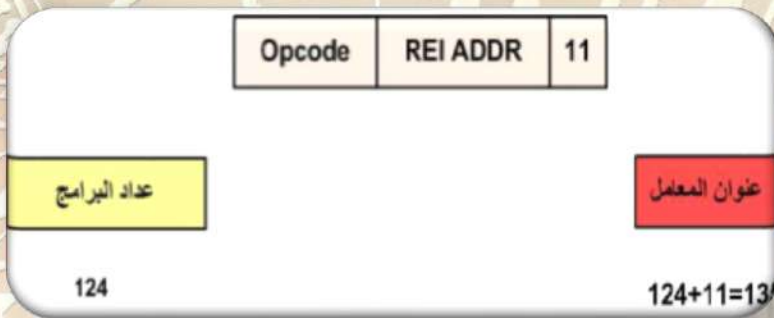 Opcode REI ADDR 11
عداد البرامج
عنوان المعامل
124
124+11=13